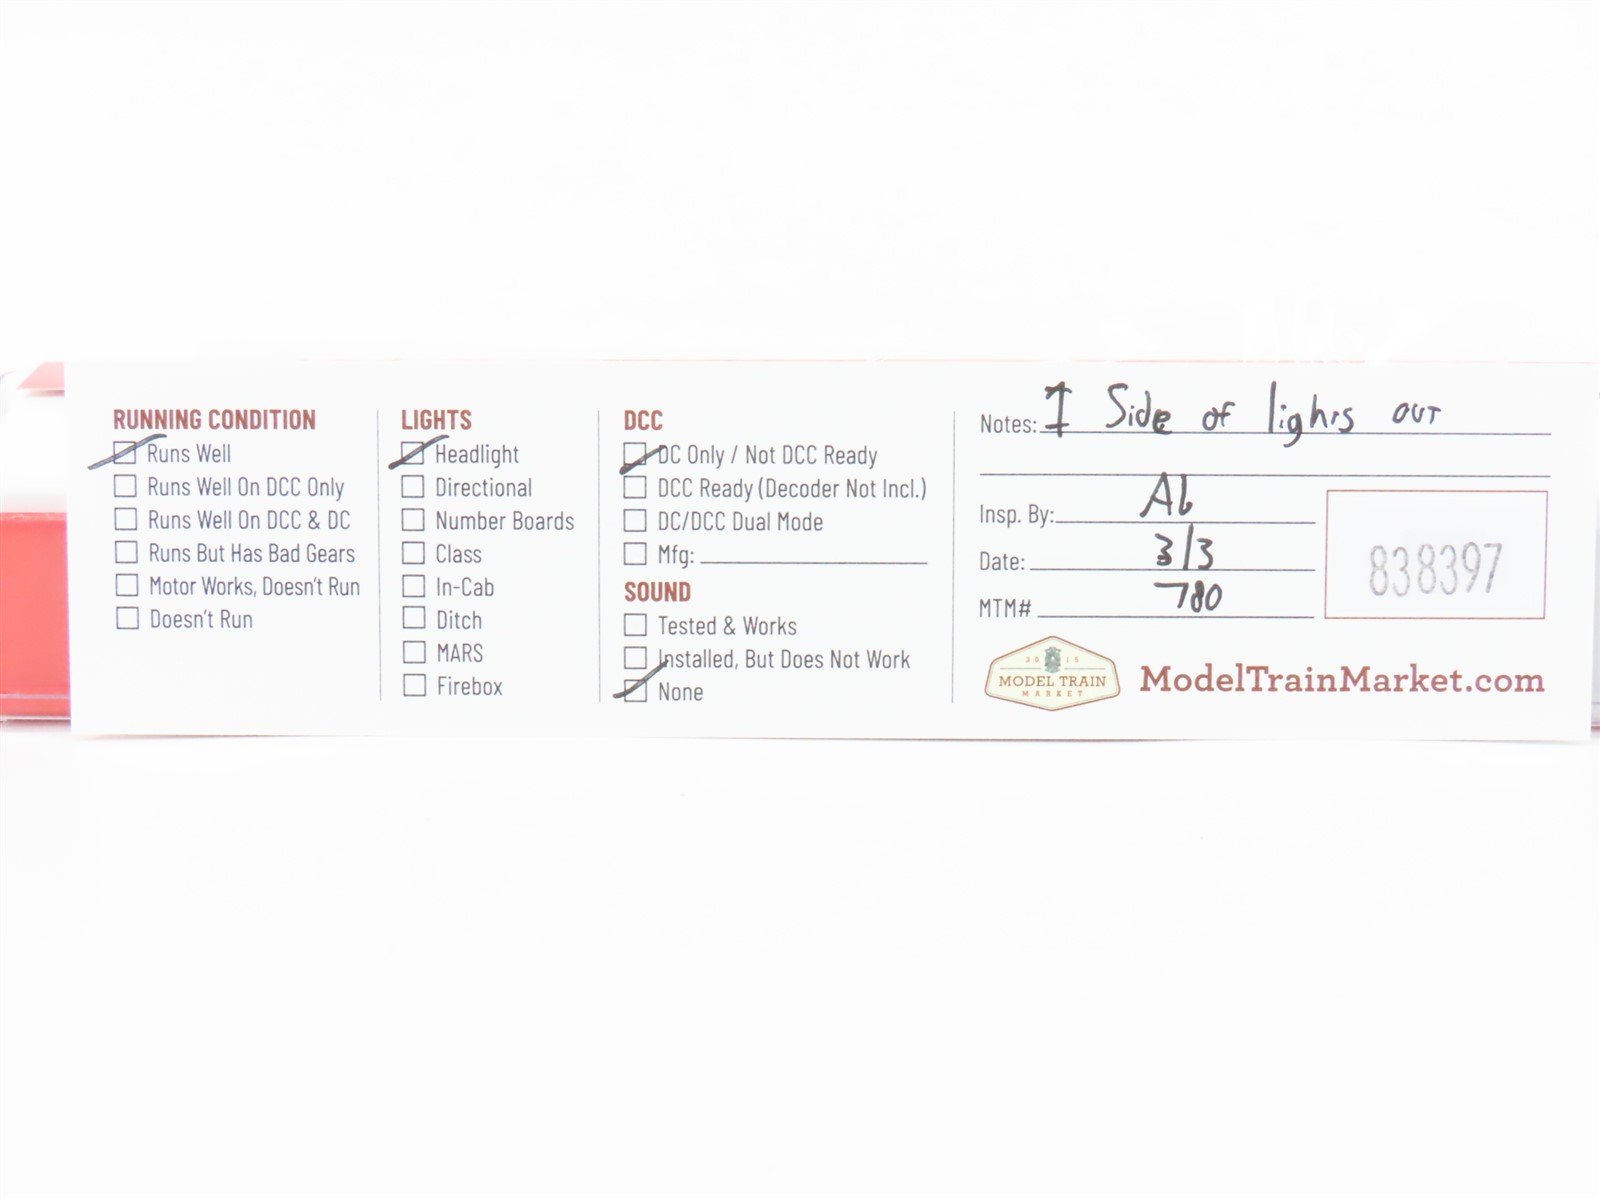 RUNNING CONDITION
Runs Well
Runs Well On DCC Only
Runs Well On DCC & DC
Runs But Has Bad Gears
Motor Works, Doesn't Run
Doesn't Run
LIGHTS
Headlight
Directional
Number Boards
Class
In-Cab
Ditch
MARS
Firebox
DCC
DC Only / Not DCC Ready
DCC Ready (Decoder Not Incl.)
DC/DCC Dual Mode
Mfg:
SOUND
Tested & Works
Installed, But Does Not Work
None
Notes: 1 Side of lights out
Insp. By:
Date: 3/3
MTM# 780
838397
2015
MODEL TRAIN
MARKET
ModelTrainMarket.com